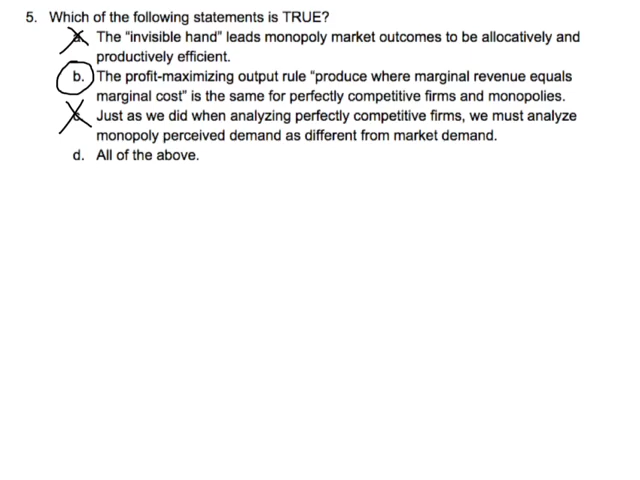 5. Which of the following statements is TRUE?
a. The "invisible hand" leads monopoly market outcomes to be allocatively and
productively efficient.
b. The profit-maximizing output rule "produce where marginal revenue equals
marginal cost" is the same for perfectly competitive firms and monopolies.
c. Just as we did when analyzing perfectly competitive firms, we must analyze
monopoly perceived demand as different from market demand.
d. All of the above.